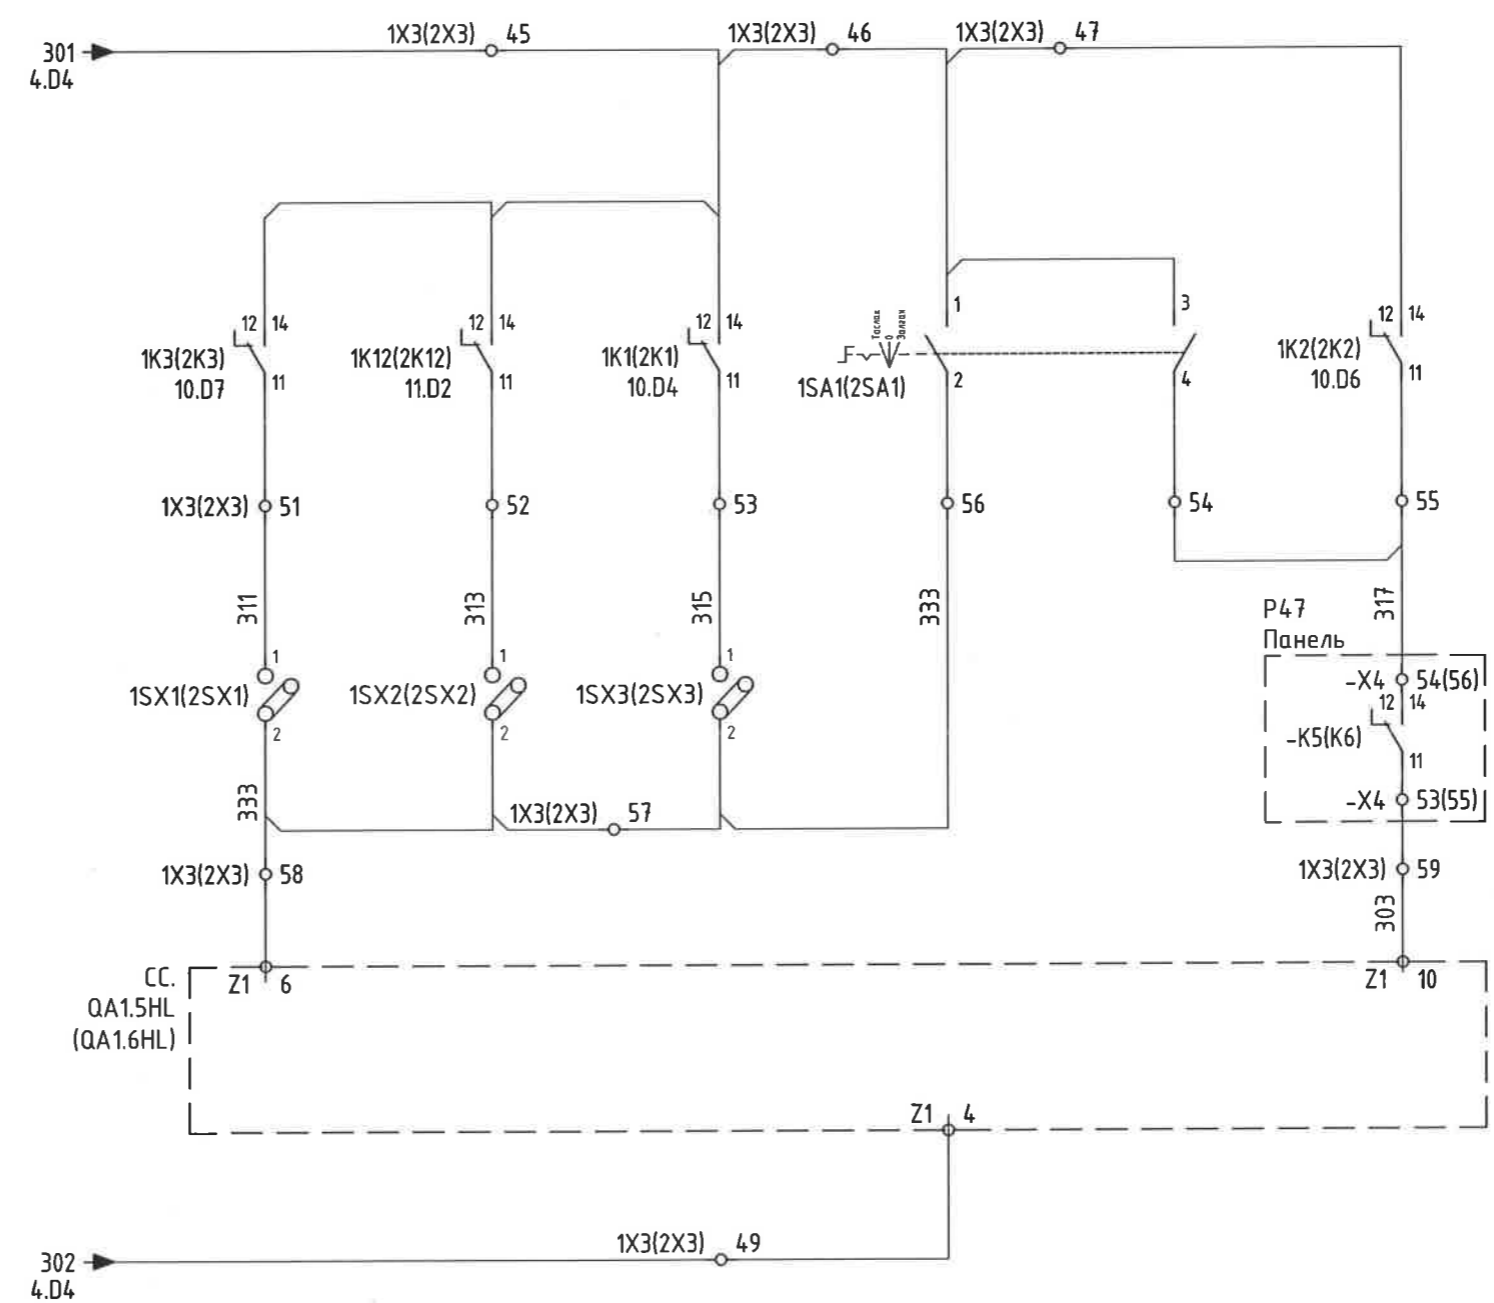 1X3(2X3) 45
1X3(2X3) 46
1X3(2X3) 47
301
4.D4
12 14
1K3(2K3)
10.D7
11
12 14
1K12(2K12)
11.D2
11
12 14
1K1(2K1)
10.D4
11
Таслах
0
Залгах
1SA1(2SA1)
1
2
3
4
12 14
1K2(2K2)
10.D6
11
1X3(2X3) 51
52
53
56
54
55
311
313
315
333
317
P47
Панель
-X4 54(56)
12 14
-K5(K6)
11
-X4 53(55)
1
1SX1(2SX1)
2
1
1SX2(2SX2)
2
1
1SX3(2SX3)
2
333
1X3(2X3) 57
1X3(2X3) 58
1X3(2X3) 59
303
CC.
QA1.5HL
(QA1.6HL)
Z1 6
Z1 10
Z1 4
1X3(2X3) 49
302
4.D4